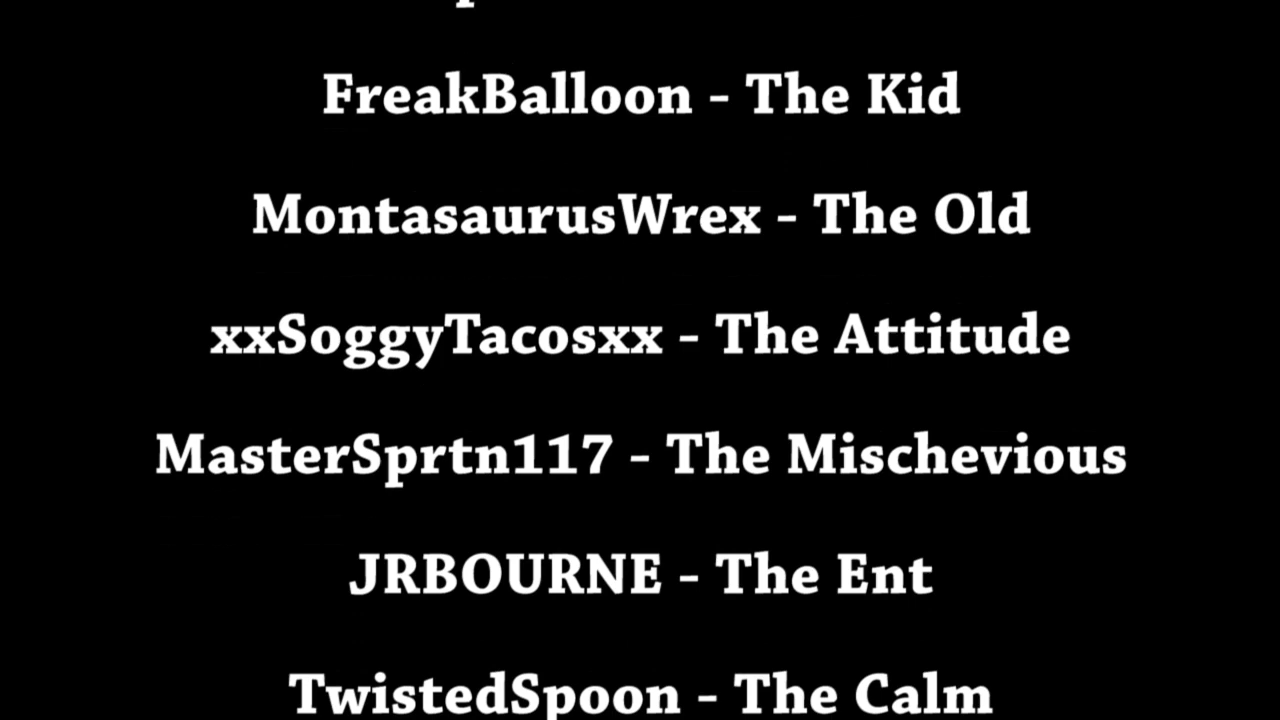 FreakBalloon - The Kid
MontasaurusWrex - The Old
xxSoggyTacosxx - The Attitude
MasterSprtn117 - The Mischevious
JRBOURNE - The Ent
TwistedSpoon - The Calm